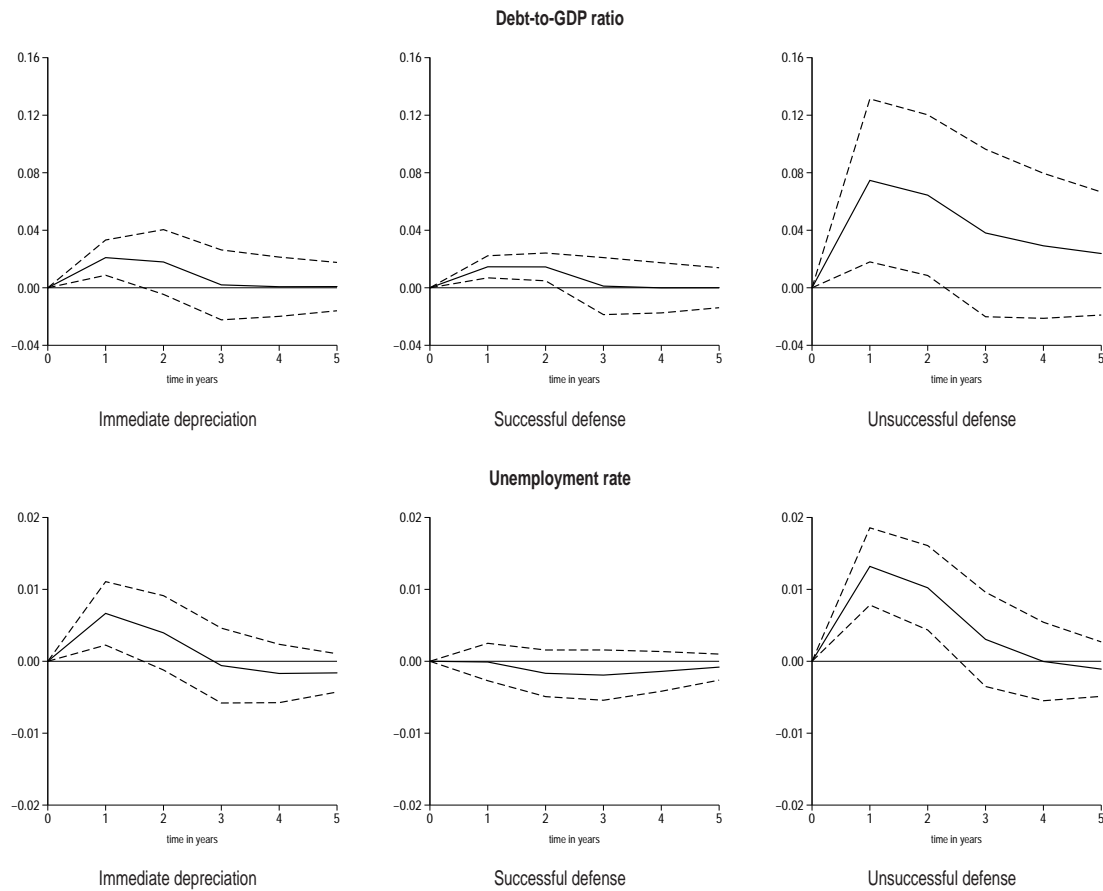 Debt-to-GDP ratio
0.16 0.16 0.16
0.12 0.12 0.12
0.08 0.08 0.08
0.04 0.04 0.04
0.00 0.00 0.00
−0.04 −0.04 −0.04
0 1 2 3 4 5 0 1 2 3 4 5 0 1 2 3 4 5
time in years time in years time in years
Immediate depreciation Successful defense Unsuccessful defense
Unemployment rate
0.02 0.02 0.02
0.01 0.01 0.01
0.00 0.00 0.00
−0.01 −0.01 −0.01
−0.02 −0.02 −0.02
0 1 2 3 4 5 0 1 2 3 4 5 0 1 2 3 4 5
time in years time in years time in years
Immediate depreciation Successful defense Unsuccessful defense